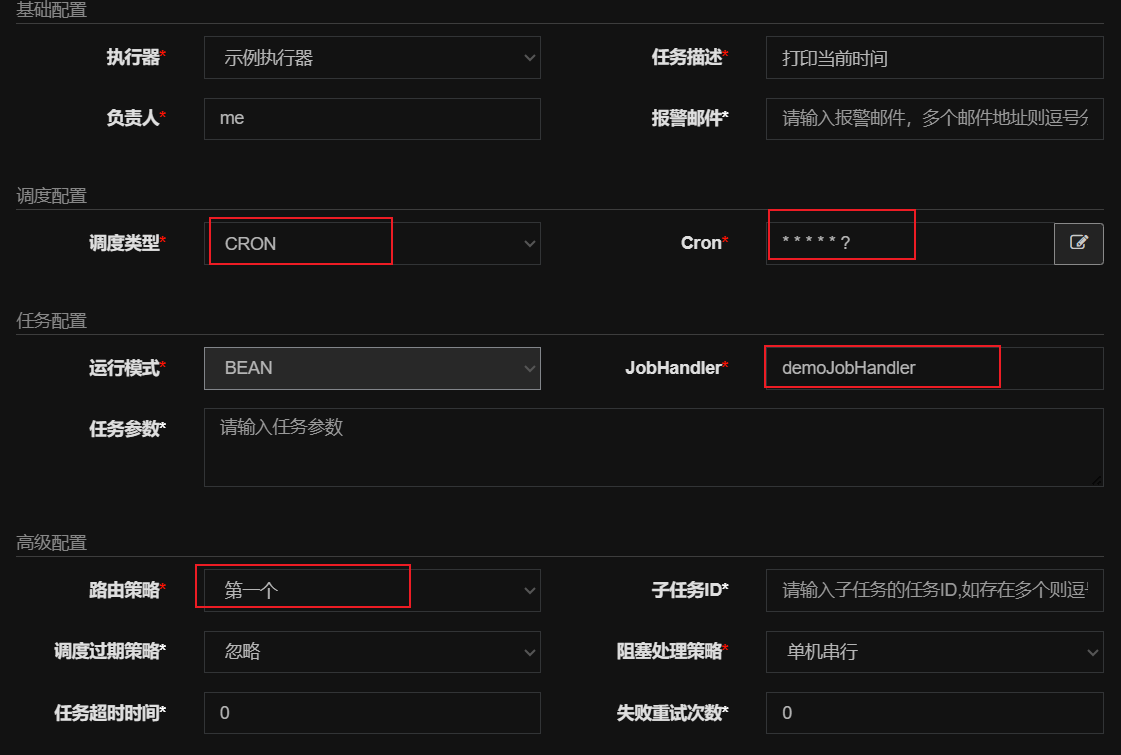 基础配置
执行器* 示例执行器 任务描述* 打印当前时间
负责人* me 报警邮件* 请输入报警邮件，多个邮件地址则逗号分
调度配置
调度类型* CRON Cron* * * * * * ?
任务配置
运行模式* BEAN JobHandler* demoJobHandler
任务参数* 请输入任务参数
高级配置
路由策略* 第一个 子任务ID* 请输入子任务的任务ID,如存在多个则逗
调度过期策略* 忽略 阻塞处理策略* 单机串行
任务超时时间* 0 失败重试次数* 0